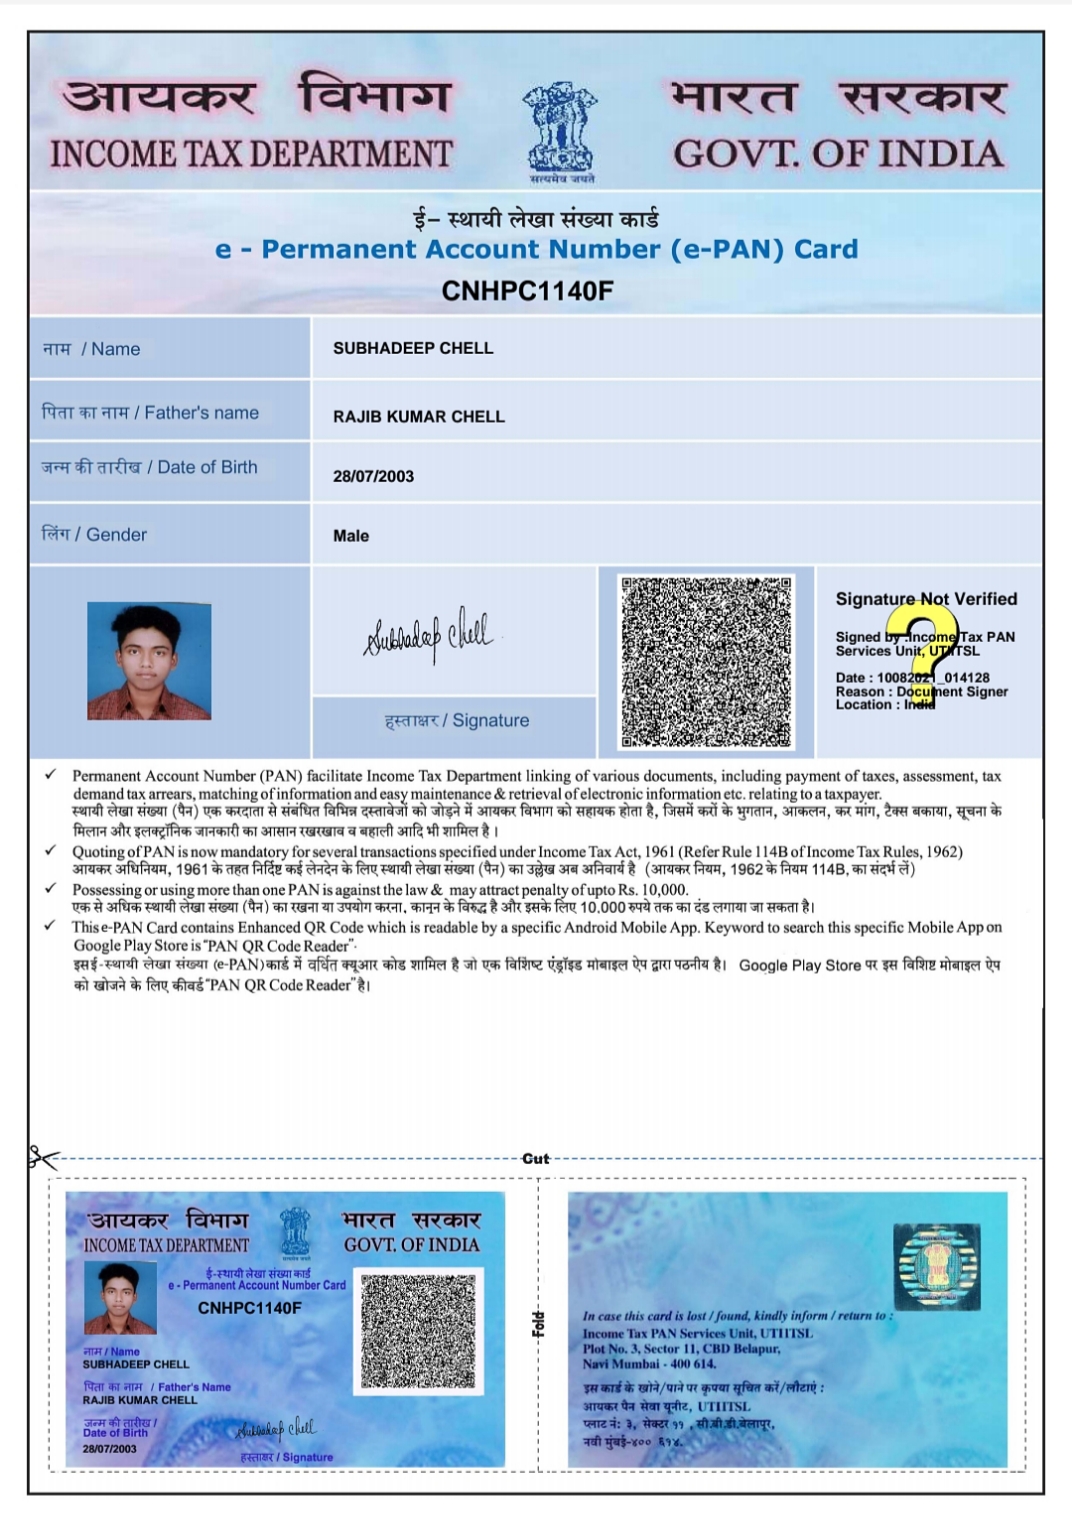 आयकर विभाग
INCOME TAX DEPARTMENT
सत्यमेव जयते
भारत सरकार
GOVT. OF INDIA
ई- स्थायी लेखा संख्या कार्ड
e - Permanent Account Number (e-PAN) Card
CNHPC1140F
नाम / Name
SUBHADEEP CHELL
पिता का नाम / Father's name
RAJIB KUMAR CHELL
जन्म की तारीख / Date of Birth
28/07/2003
लिंग / Gender
Male
Subhadeep Chell
हस्ताक्षर / Signature
Signature Not Verified
Signed by :Income Tax PAN
Services Unit, UTIITSL
Date : 10082021_014128
Reason : Document Signer
Location : India
✓ Permanent Account Number (PAN) facilitate Income Tax Department linking of various documents, including payment of taxes, assessment, tax
demand tax arrears, matching of information and easy maintenance & retrieval of electronic information etc. relating to a taxpayer.
स्थायी लेखा संख्या (पैन) एक करदाता से संबंधित विभिन्न दस्तावेजों को जोड़ने में आयकर विभाग को सहायक होता है, जिसमें करों के भुगतान, आकलन, कर मांग, टैक्स बकाया, सूचना के
मिलान और इलक्ट्रॉनिक जानकारी का आसान रखरखाव व बहाली आदि भी शामिल है ।
✓ Quoting of PAN is now mandatory for several transactions specified under Income Tax Act, 1961 (Refer Rule 114B of Income Tax Rules, 1962)
आयकर अधिनियम, 1961 के तहत निर्दिष्ट कई लेनदेन के लिए स्थायी लेखा संख्या (पैन) का उल्लेख अब अनिवार्य है (आयकर नियम, 1962 के नियम 114B, का संदर्भ लें)
✓ Possessing or using more than one PAN is against the law & may attract penalty of upto Rs. 10,000.
एक से अधिक स्थायी लेखा संख्या (पैन) का रखना या उपयोग करना, कानून के विरुद्ध है और इसके लिए 10,000 रुपये तक का दंड लगाया जा सकता है।
✓ This e-PAN Card contains Enhanced QR Code which is readable by a specific Android Mobile App. Keyword to search this specific Mobile App on
Google Play Store is "PAN QR Code Reader".
इस ई-स्थायी लेखा संख्या (e-PAN) कार्ड में वर्धित क्यूआर कोड शामिल है जो एक विशिष्ट एंड्रॉइड मोबाइल ऐप द्वारा पठनीय है। Google Play Store पर इस विशिष्ट मोबाइल ऐप
को खोजने के लिए कीवर्ड "PAN QR Code Reader" है।
Cut
आयकर विभाग
INCOME TAX DEPARTMENT
भारत सरकार
GOVT. OF INDIA
ई-स्थायी लेखा संख्या कार्ड
e - Permanent Account Number Card
CNHPC1140F
नाम / Name
SUBHADEEP CHELL
पिता का नाम / Father's Name
RAJIB KUMAR CHELL
जन्म की तारीख /
Date of Birth
28/07/2003
Subhadeep Chell
हस्ताक्षर / Signature
Fold
In case this card is lost / found, kindly inform / return to :
Income Tax PAN Services Unit, UTIITSL
Plot No. 3, Sector 11, CBD Belapur,
Navi Mumbai - 400 614.
इस कार्ड के खोने/पाने पर कृपया सूचित करें/लौटाएं :
आयकर पैन सेवा यूनीट, UTIITSL
प्लाट नं: ३, सेक्टर ११ , सी.बी.डी.बेलापूर,
नवी मुंबई-४०० ६१४.